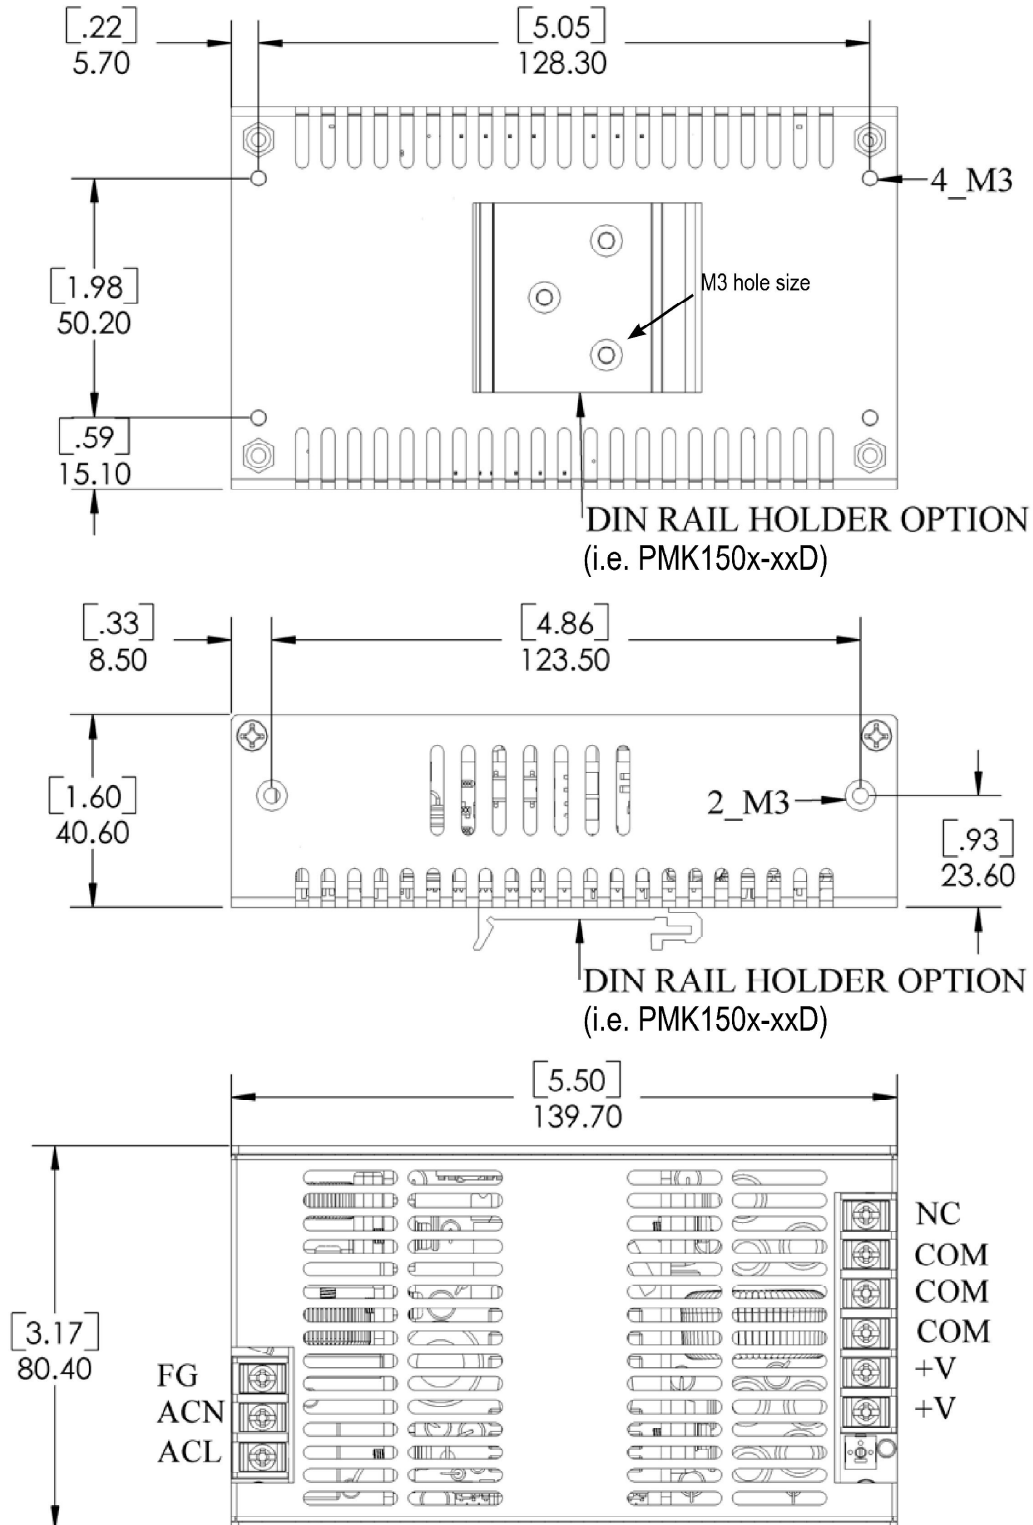 [.22]
5.70
[5.05]
128.30
4_M3
[1.98]
50.20
M3 hole size
[.59]
15.10
DIN RAIL HOLDER OPTION
(i.e. PMK150x-xxD)
[.33]
8.50
[4.86]
123.50
[1.60]
40.60
2_M3
[.93]
23.60
DIN RAIL HOLDER OPTION
(i.e. PMK150x-xxD)
[5.50]
139.70
NC
COM
COM
COM
+V
+V
[3.17]
80.40
FG
ACN
ACL